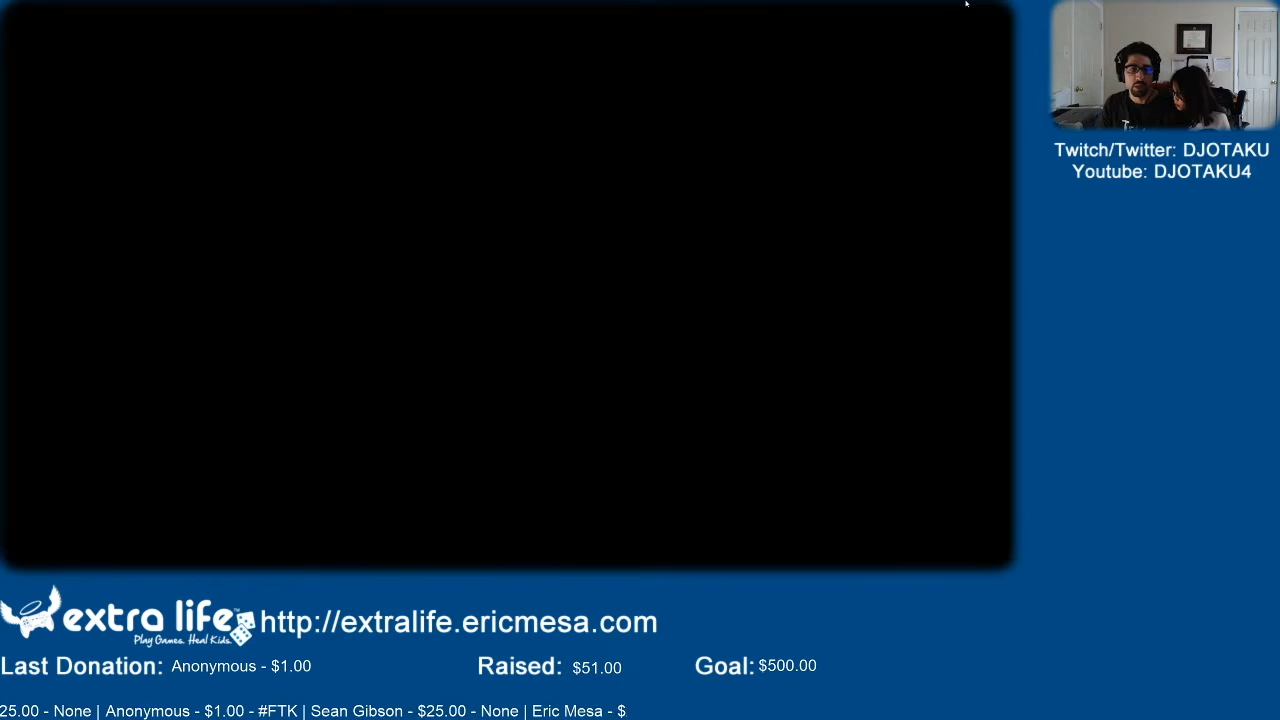 Twitch/Twitter: DJOTAKU
Youtube: DJOTAKU4
extra life
Play Games. Heal Kids.
http://extralife.ericmesa.com
Last Donation: Anonymous - $1.00 Raised: $51.00 Goal: $500.00
25.00 - None | Anonymous - $1.00 - #FTK | Sean Gibson - $25.00 - None | Eric Mesa - $